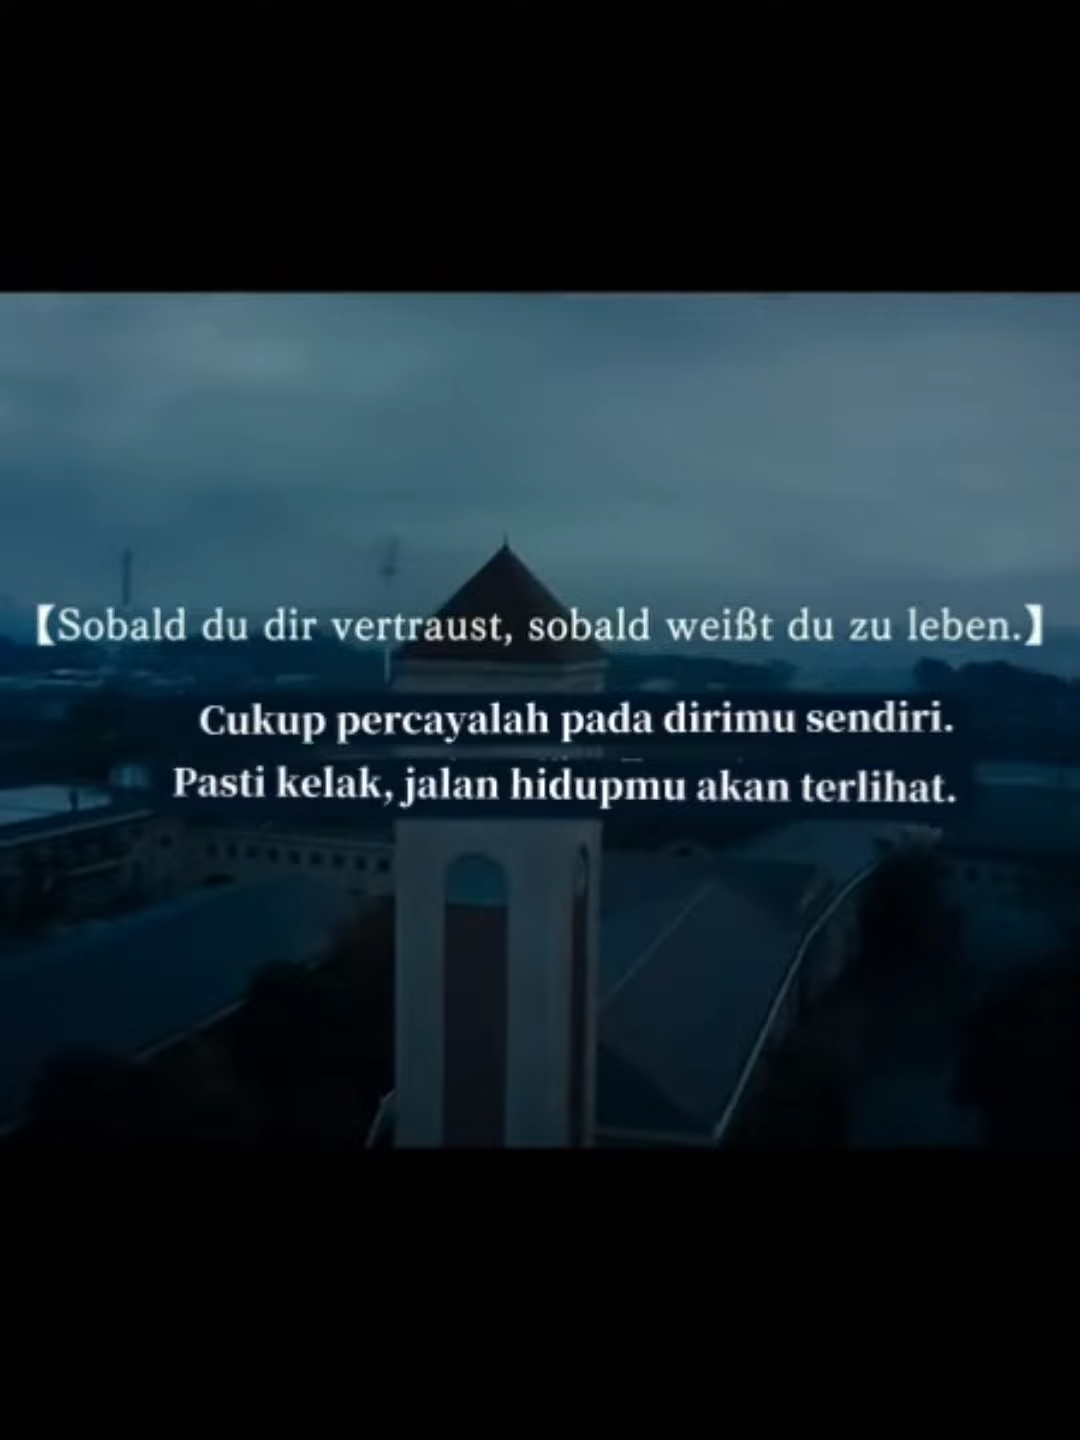 【Sobald du dir vertraust, sobald weißt du zu leben.】
Cukup percayalah pada dirimu sendiri.
Pasti kelak, jalan hidupmu akan terlihat.